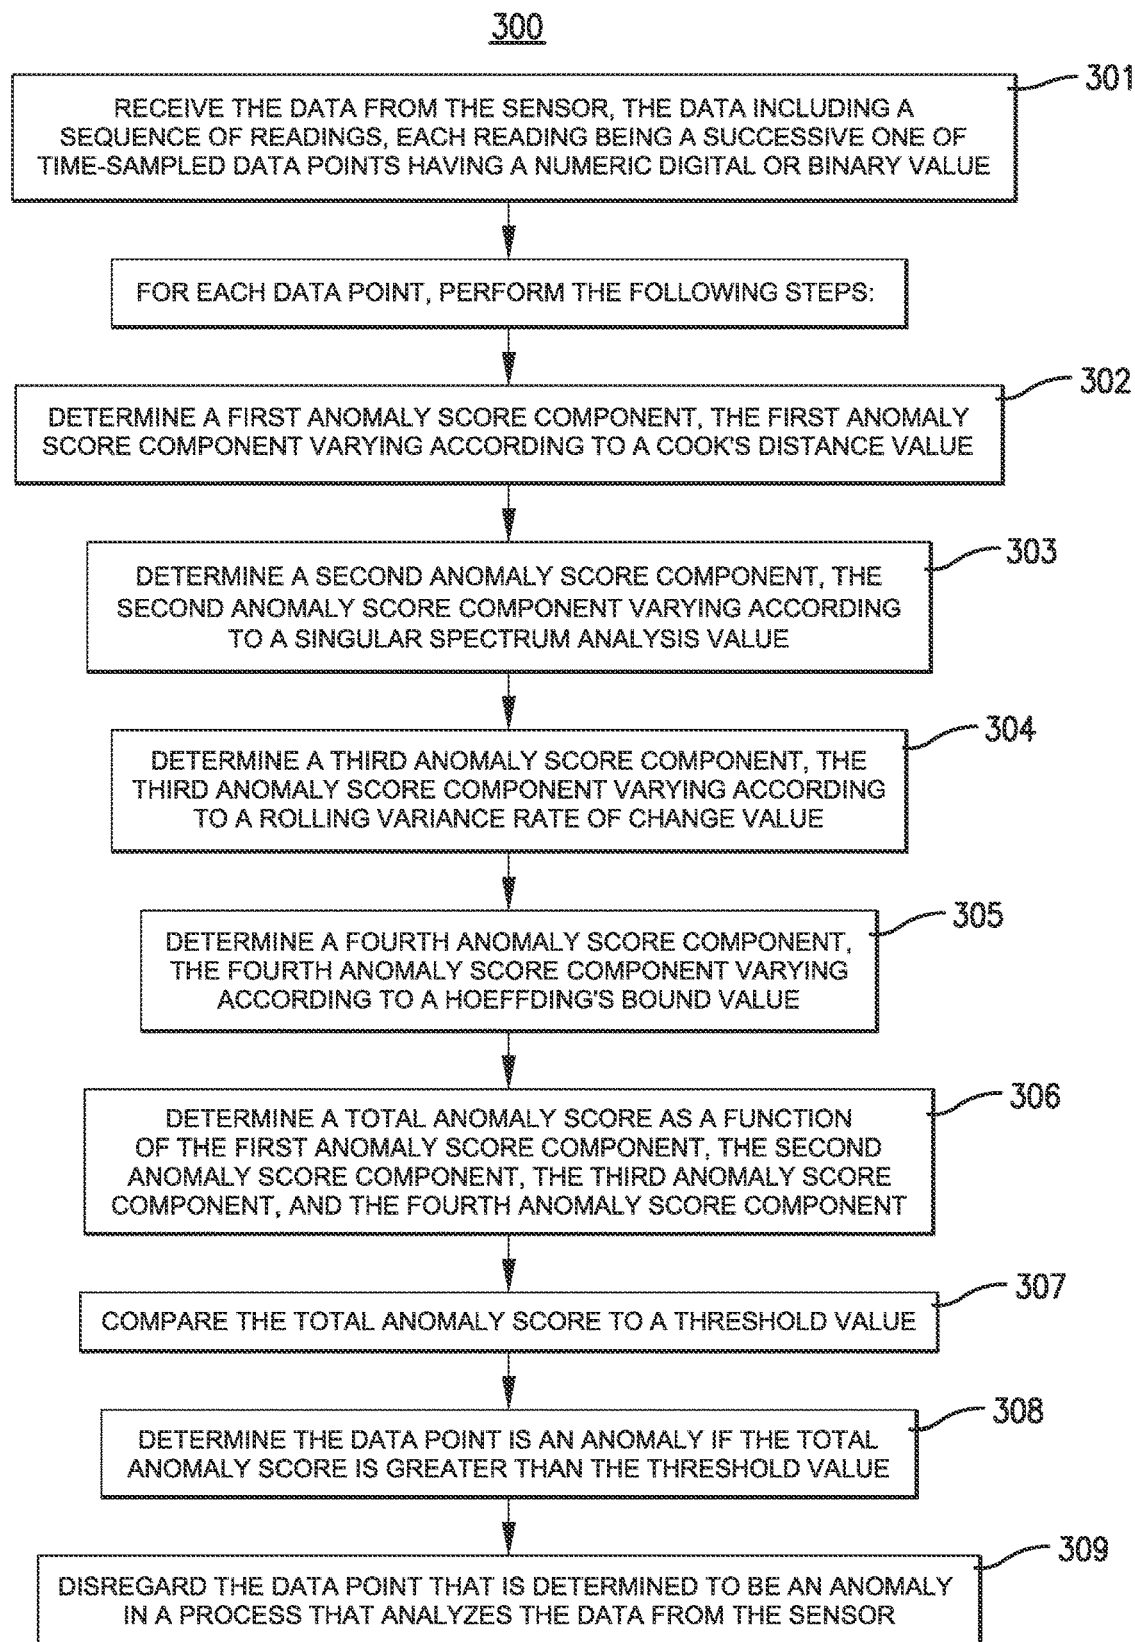 300
301
RECEIVE THE DATA FROM THE SENSOR, THE DATA INCLUDING A
SEQUENCE OF READINGS, EACH READING BEING A SUCCESSIVE ONE OF
TIME-SAMPLED DATA POINTS HAVING A NUMERIC DIGITAL OR BINARY VALUE
FOR EACH DATA POINT, PERFORM THE FOLLOWING STEPS:
302
DETERMINE A FIRST ANOMALY SCORE COMPONENT, THE FIRST ANOMALY
SCORE COMPONENT VARYING ACCORDING TO A COOK'S DISTANCE VALUE
303
DETERMINE A SECOND ANOMALY SCORE COMPONENT, THE
SECOND ANOMALY SCORE COMPONENT VARYING ACCORDING
TO A SINGULAR SPECTRUM ANALYSIS VALUE
304
DETERMINE A THIRD ANOMALY SCORE COMPONENT, THE
THIRD ANOMALY SCORE COMPONENT VARYING ACCORDING
TO A ROLLING VARIANCE RATE OF CHANGE VALUE
305
DETERMINE A FOURTH ANOMALY SCORE COMPONENT,
THE FOURTH ANOMALY SCORE COMPONENT VARYING
ACCORDING TO A HOEFFDING'S BOUND VALUE
306
DETERMINE A TOTAL ANOMALY SCORE AS A FUNCTION
OF THE FIRST ANOMALY SCORE COMPONENT, THE SECOND
ANOMALY SCORE COMPONENT, THE THIRD ANOMALY SCORE
COMPONENT, AND THE FOURTH ANOMALY SCORE COMPONENT
307
COMPARE THE TOTAL ANOMALY SCORE TO A THRESHOLD VALUE
308
DETERMINE THE DATA POINT IS AN ANOMALY IF THE TOTAL
ANOMALY SCORE IS GREATER THAN THE THRESHOLD VALUE
309
DISREGARD THE DATA POINT THAT IS DETERMINED TO BE AN ANOMALY
IN A PROCESS THAT ANALYZES THE DATA FROM THE SENSOR